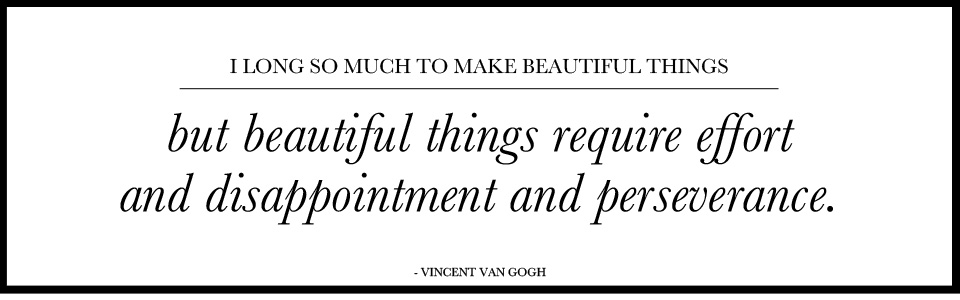 I LONG SO MUCH TO MAKE BEAUTIFUL THINGS
but beautiful things require effort
and disappointment and perseverance.
- VINCENT VAN GOGH